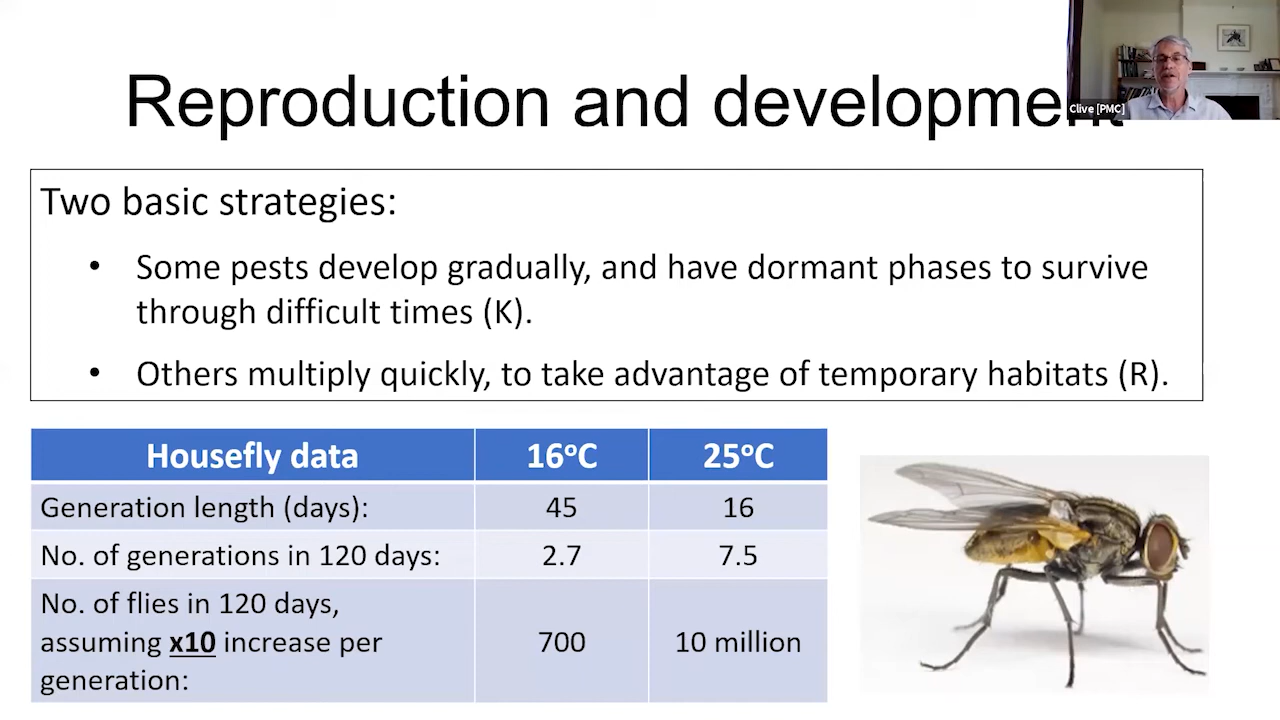 Reproduction and development
Clive [PMC]
Two basic strategies:
• Some pests develop gradually, and have dormant phases to survive
through difficult times (K).
• Others multiply quickly, to take advantage of temporary habitats (R).
Housefly data 16°C 25°C
Generation length (days): 45 16
No. of generations in 120 days: 2.7 7.5
No. of flies in 120 days,
assuming x10 increase per 700 10 million
generation: